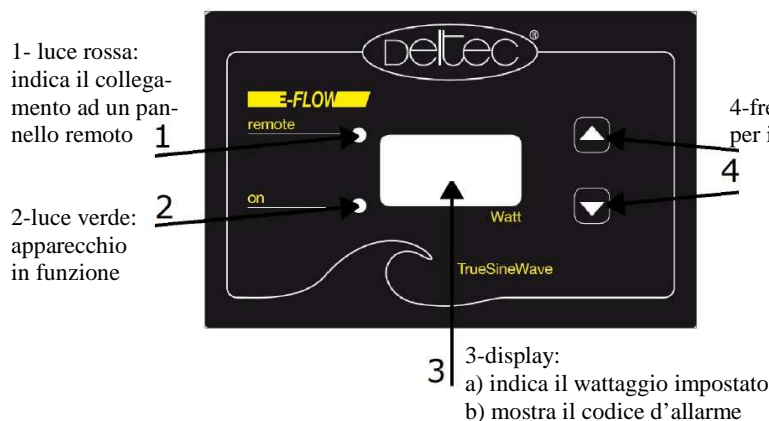 Deltec®
1- luce rossa:
indica il collega-
mento ad un pan-
nello remoto
1
E-FLOW
remote
4-fre
per i
4
2-luce verde:
apparecchio
in funzione
2
on
Watt
TrueSineWave
3
3-display:
a) indica il wattaggio impostato
b) mostra il codice d’allarme